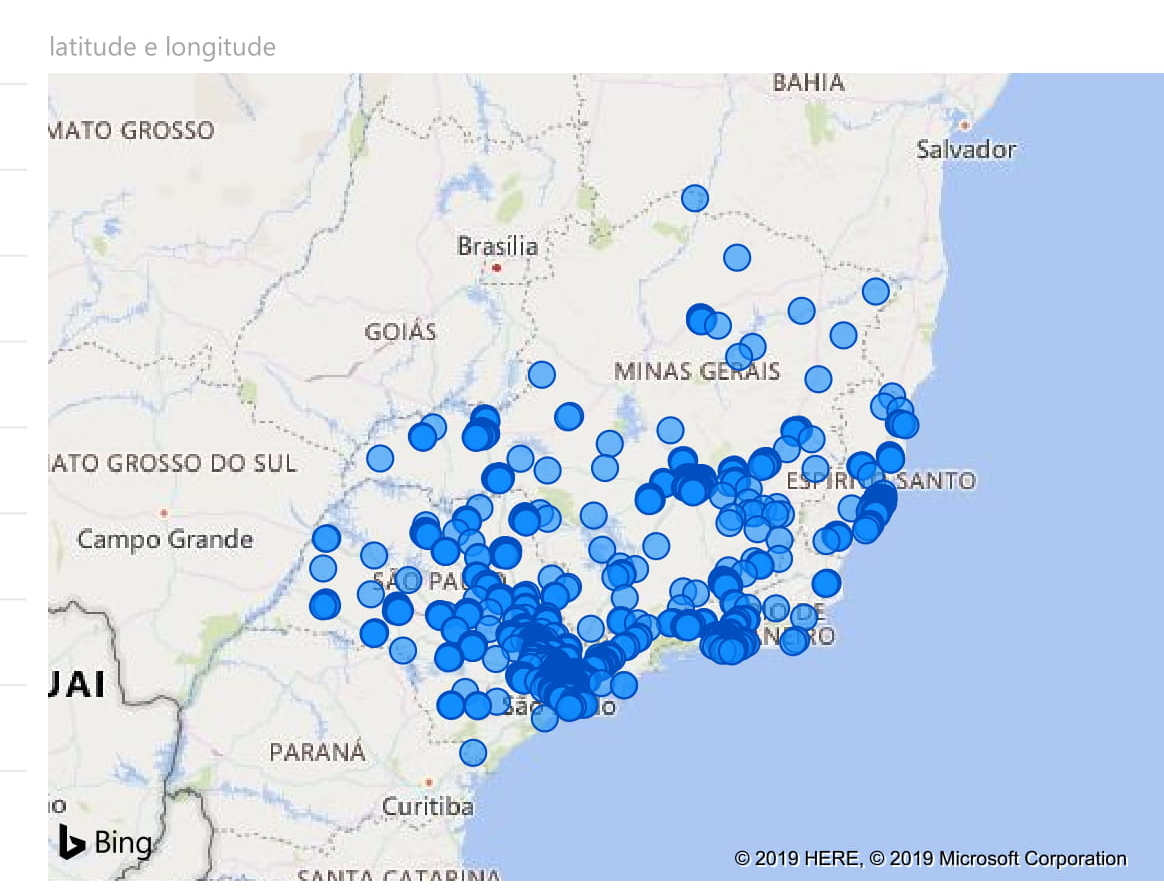 latitude e longitude
BAHIA
MATO GROSSO
Salvador
Brasília
GOIÁS
MINAS GERAIS
MATO GROSSO DO SUL
ESPÍRITO SANTO
Campo Grande
SÃO PAULO
RIO DE
JANEIRO
UAI
São Paulo
PARANÁ
Curitiba
Bing
© 2019 HERE, © 2019 Microsoft Corporation
SANTA CATARINA